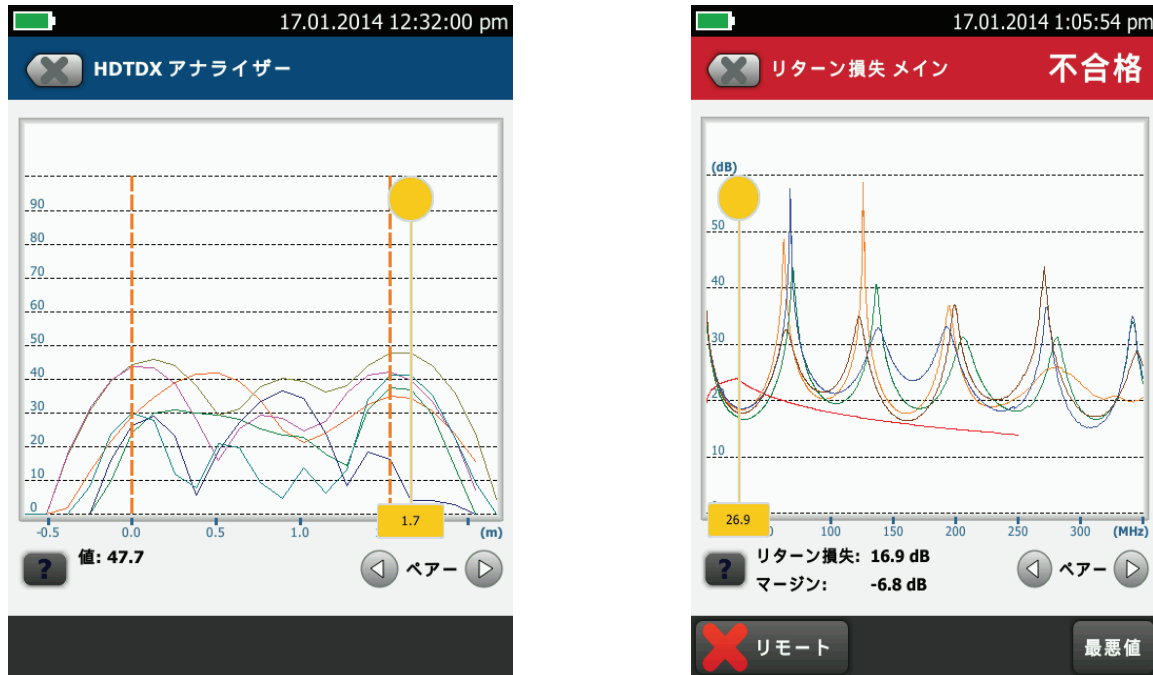 17.01.2014 12:32:00 pm
HDTDX アナライザー
90
80
70
60
50
40
30
20
10
0
-0.5 0.0 0.5 1.0 1.7 (m)
? 値: 47.7 ペアー
17.01.2014 1:05:54 pm
リターン損失 メイン 不合格
(dB)
50
40
30
20
10
26.9 100 150 200 250 300 (MHz)
? リターン損失: 16.9 dB ペアー
マージン: -6.8 dB
リモート 最悪値